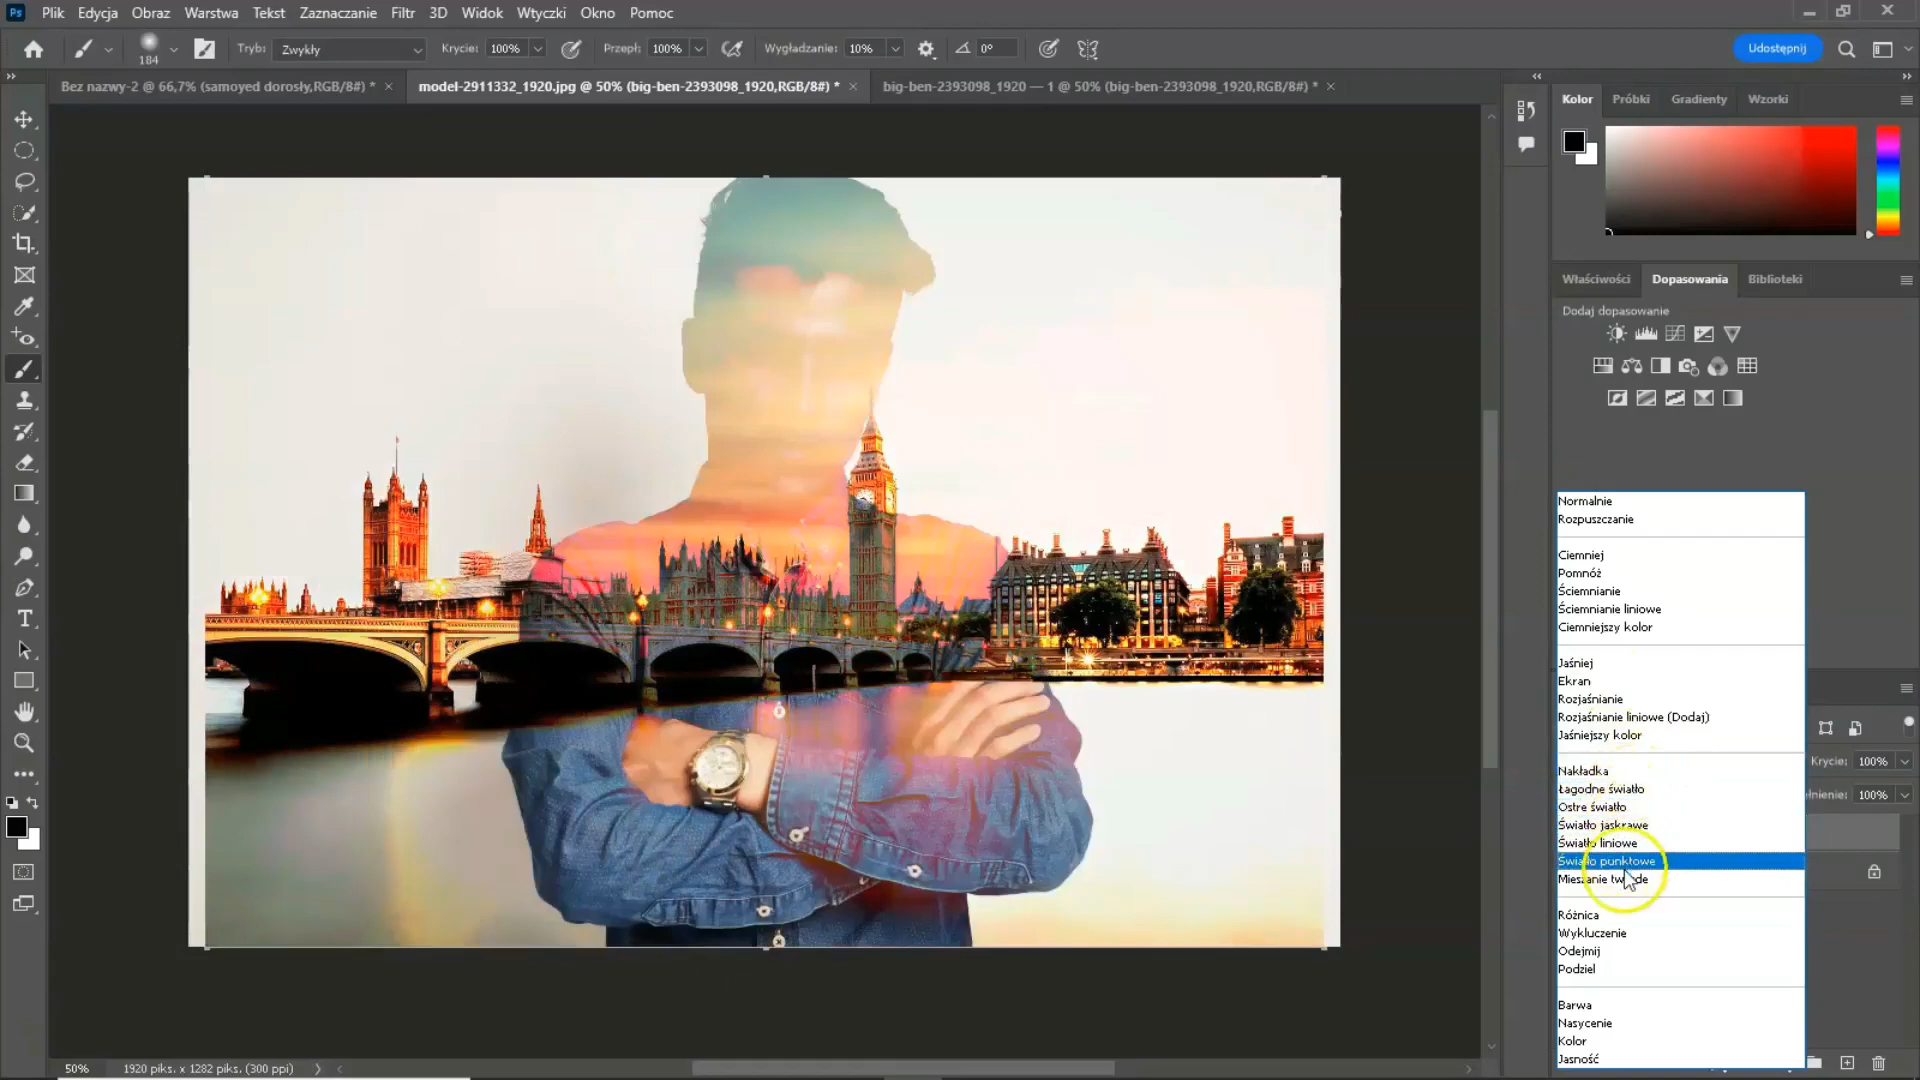 Ps Plik Edycja Obraz Warstwa Tekst Zaznaczanie Filtr 3D Widok Wtyczki Okno Pomoc
184 Tryb: Zwykły Krycie: 100% Przepł: 100% Wygładzanie: 10% 0° Udostępnij
Bez nazwy-2 @ 66,7% (samoyed dorosły,RGB/8#) * × model-2911332_1920.jpg @ 50% (big-ben-2393098_1920,RGB/8#) * × big-ben-2393098_1920 — 1 @ 50% (big-ben-2393098_1920,RGB/8#) * ×
Kolor Próbki Gradienty Wzorki
Właściwości Dopasowania Biblioteki
Dodaj dopasowanie
Normalnie
Rozpuszczanie
Ciemniej
Pomnóż
Ściemnianie
Ściemnianie liniowe
Ciemniejszy kolor
Jaśniej
Ekran
Rozjaśnianie
Rozjaśnianie liniowe (Dodaj)
Jaśniejszy kolor
Krycie: 100%
Nakładka
Łagodne światło
łnienie: 100%
Ostre światło
Światło jaskrawe
Światło liniowe
Światło punktowe
Mieszanie twarde
Różnica
Wykluczenie
Odejmij
Podziel
Barwa
Nasycenie
Kolor
Jasność
50% 1920 piks. x 1282 piks. (300 ppi)